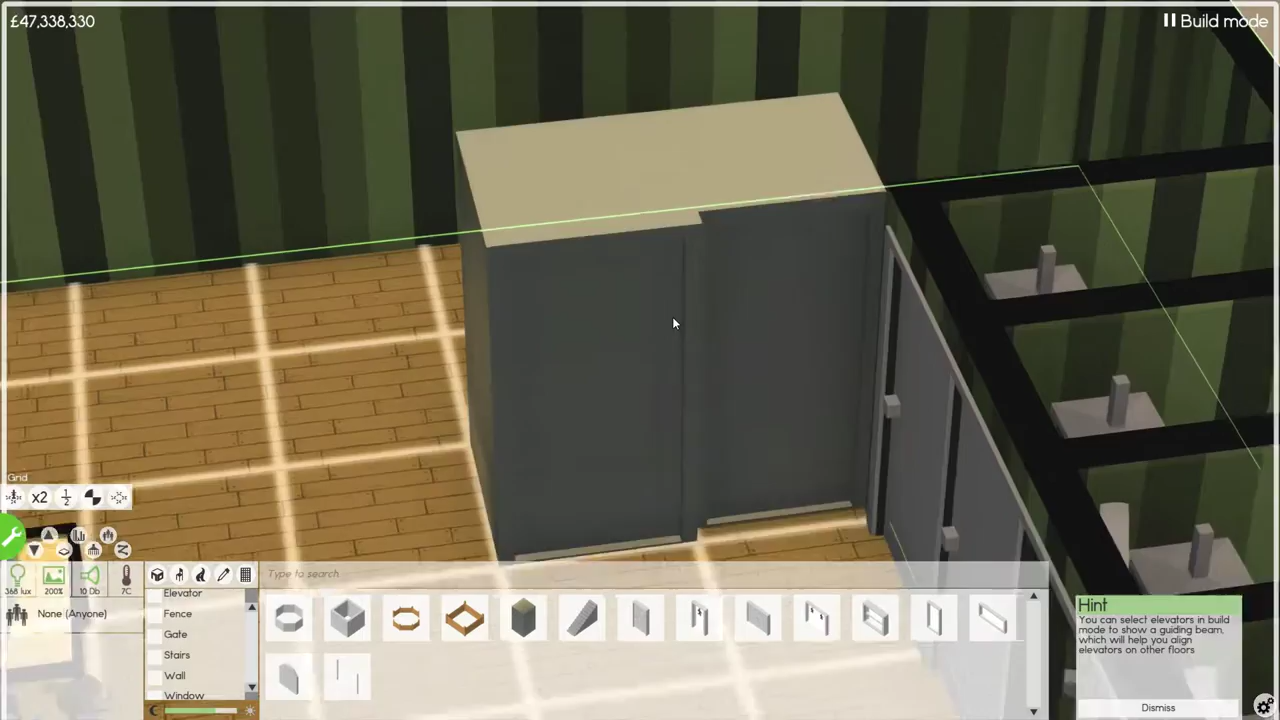 £47,338,330
Build mode
Grid
x2
1/2
368 lux
200%
10 Db
7C
None (Anyone)
Type to search
Elevator
Fence
Gate
Stairs
Wall
Window
Hint
You can select elevators in build
mode to show a guiding beam,
which will help you align
elevators on other floors
Dismiss